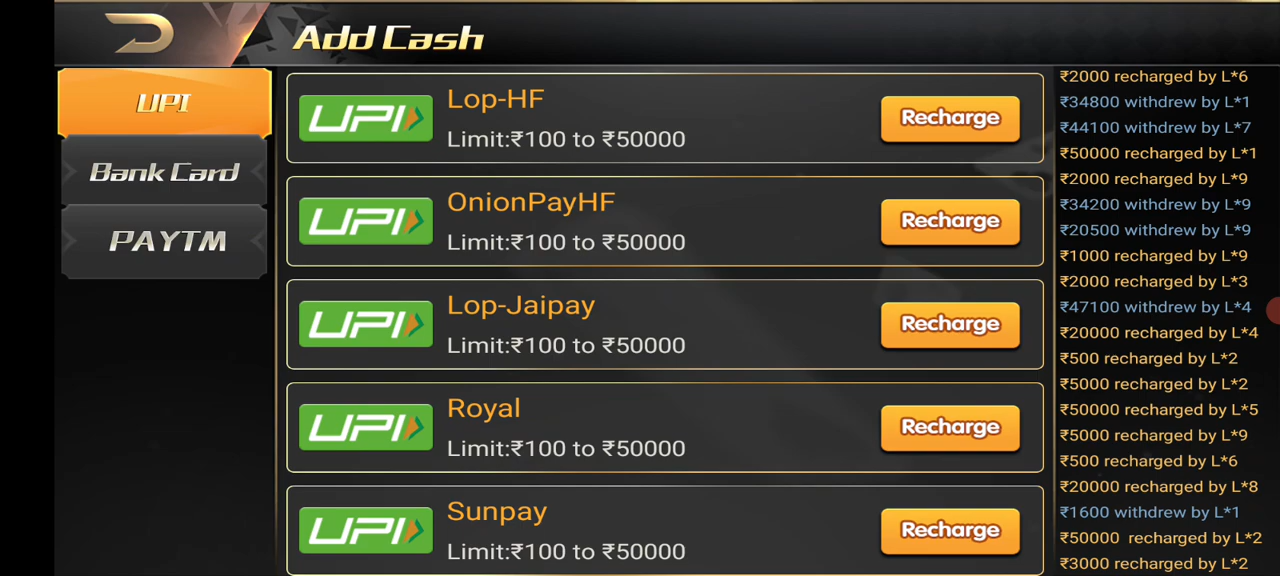 Add Cash
UPI
Bank Card
PAYTM
UPI
Lop-HF
Limit:₹100 to ₹50000
Recharge
UPI
OnionPayHF
Limit:₹100 to ₹50000
Recharge
UPI
Lop-Jaipay
Limit:₹100 to ₹50000
Recharge
UPI
Royal
Limit:₹100 to ₹50000
Recharge
UPI
Sunpay
Limit:₹100 to ₹50000
Recharge
₹2000 recharged by L*6
₹34800 withdrew by L*1
₹44100 withdrew by L*7
₹50000 recharged by L*1
₹2000 recharged by L*9
₹34200 withdrew by L*9
₹20500 withdrew by L*9
₹1000 recharged by L*9
₹2000 recharged by L*3
₹47100 withdrew by L*4
₹20000 recharged by L*4
₹500 recharged by L*2
₹5000 recharged by L*2
₹50000 recharged by L*5
₹5000 recharged by L*9
₹500 recharged by L*6
₹20000 recharged by L*8
₹1600 withdrew by L*1
₹50000 recharged by L*2
₹3000 recharged by L*2